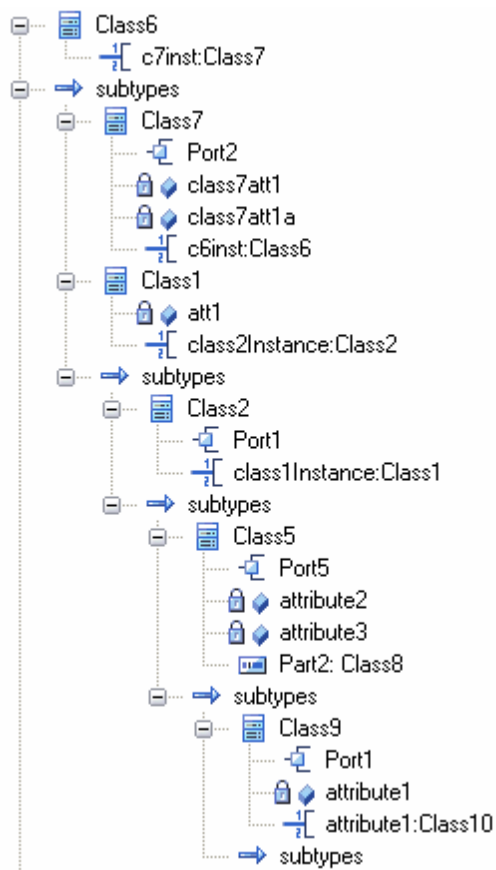 Class6
c7inst:Class7
subtypes
Class7
Port2
class7att1
class7att1a
c6inst:Class6
Class1
att1
class2Instance:Class2
subtypes
Class2
Port1
class1Instance:Class1
subtypes
Class5
Port5
attribute2
attribute3
Part2: Class8
subtypes
Class9
Port1
attribute1
attribute1:Class10
subtypes